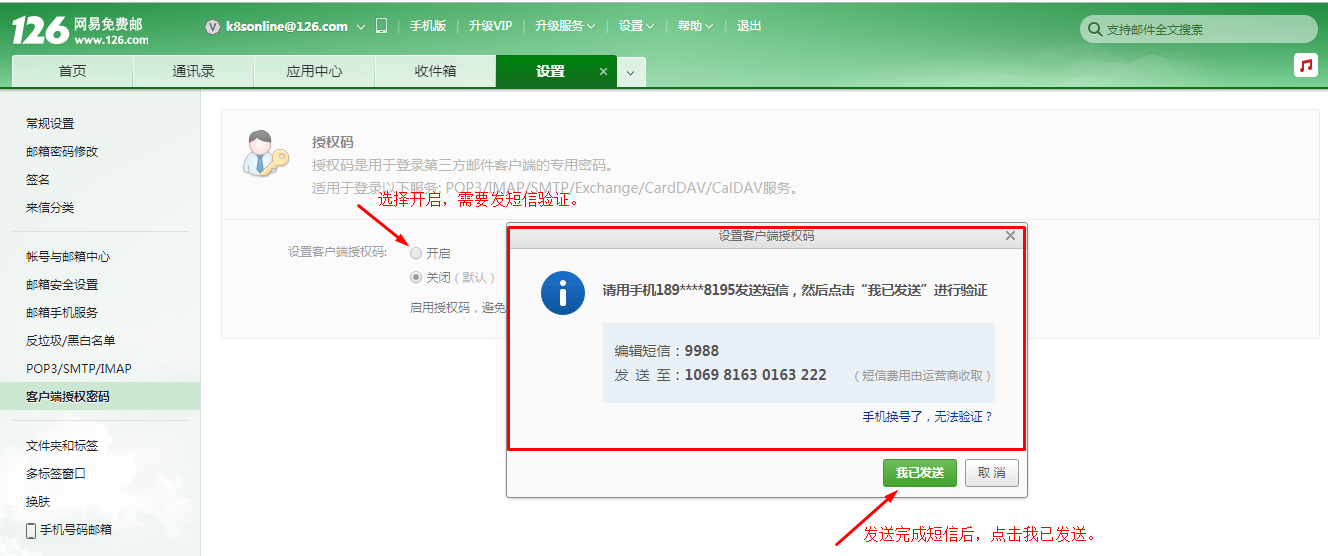 126 网易免费邮
www.126.com
V k8sonline@126.com 手机版 升级VIP 升级服务 设置 帮助 退出
支持邮件全文搜索
首页 通讯录 应用中心 收件箱 设置 ×
常规设置
邮箱密码修改
签名
来信分类
帐号与邮箱中心
邮箱安全设置
邮箱手机服务
反垃圾/黑白名单
POP3/SMTP/IMAP
客户端授权密码
文件夹和标签
多标签窗口
换肤
手机号码邮箱
授权码
授权码是用于登录第三方邮件客户端的专用密码。
适用于登录以下服务: POP3/IMAP/SMTP/Exchange/CardDAV/CalDAV服务。
选择开启，需要发短信验证。
设置客户端授权码: 开启
关闭（默认）
启用授权码，避免
设置客户端授权码 ×
请用手机189****8195发送短信，然后点击“我已发送”进行验证
编辑短信：9988
发 送 至：1069 8163 0163 222 （短信费用由运营商收取）
手机换号了，无法验证？
我已发送 取 消
发送完成短信后，点击我已发送。